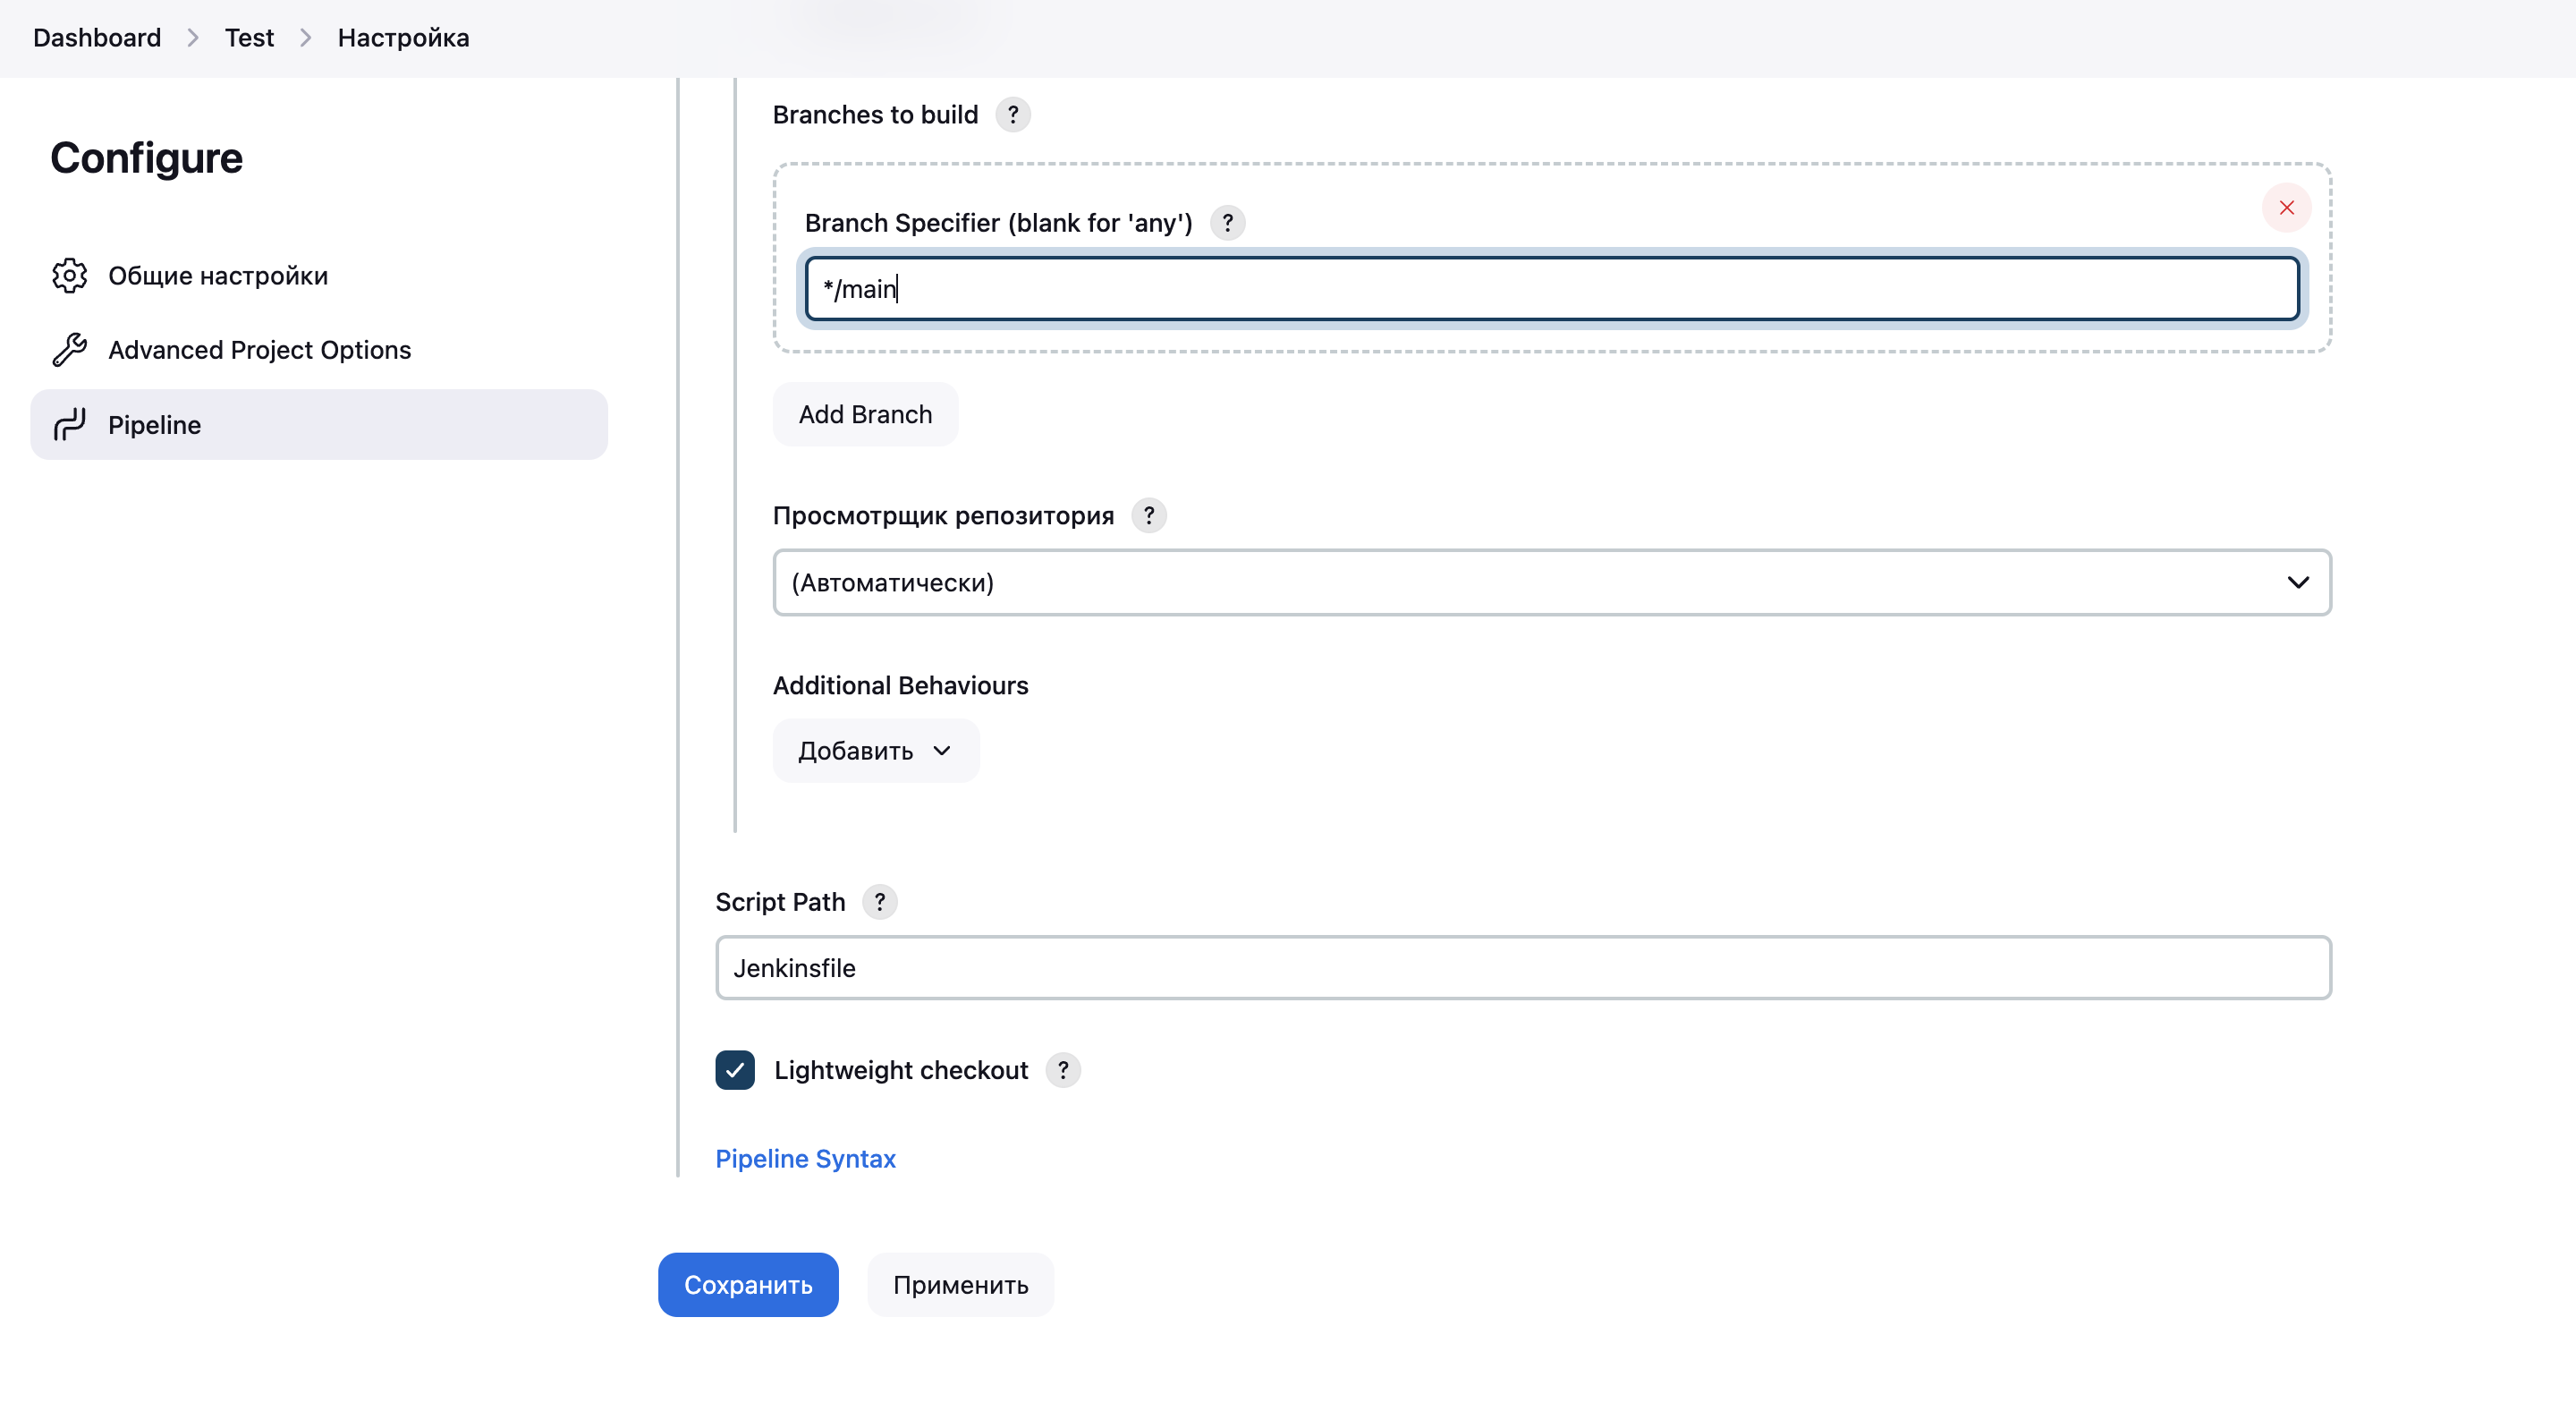 Dashboard > Test > Настройка
Configure
Общие настройки
Advanced Project Options
Pipeline
Branches to build ?
Branch Specifier (blank for 'any') ?
*/main
Add Branch
Просмотрщик репозитория ?
(Автоматически)
Additional Behaviours
Добавить
Script Path ?
Jenkinsfile
Lightweight checkout ?
Pipeline Syntax
Сохранить Применить